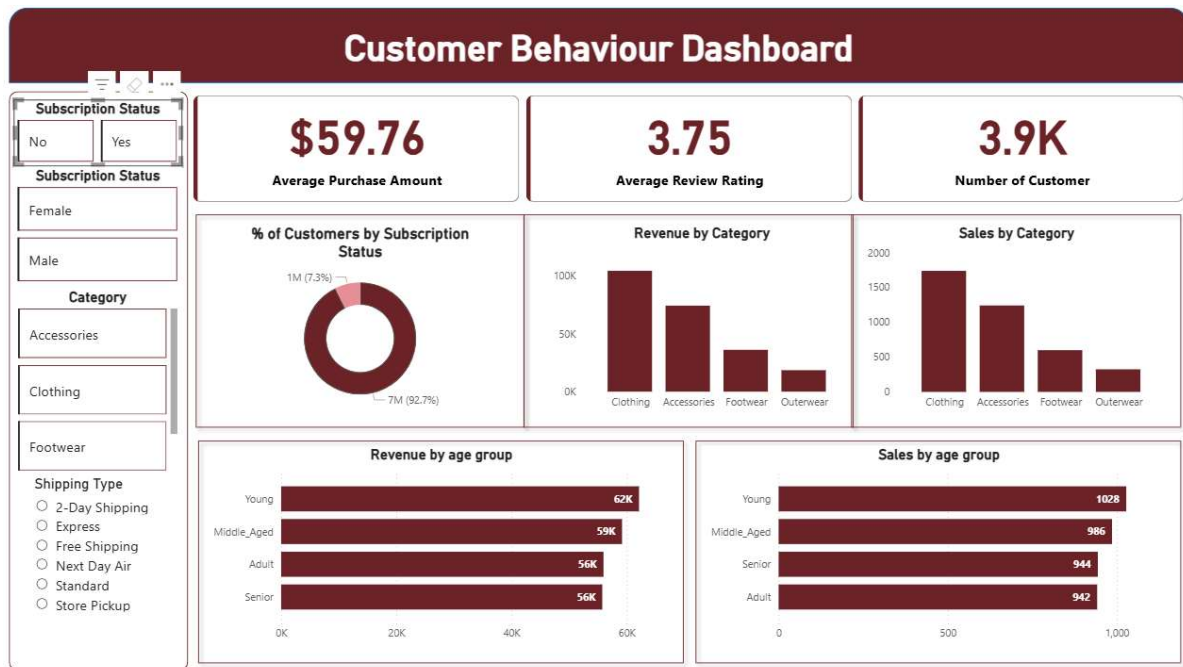 Customer Behaviour Dashboard
Subscription Status
No
Yes
Subscription Status
Female
Male
Category
Accessories
Clothing
Footwear
Shipping Type
2-Day Shipping
Express
Free Shipping
Next Day Air
Standard
Store Pickup
$59.76
Average Purchase Amount
3.75
Average Review Rating
3.9K
Number of Customer
% of Customers by Subscription
Status
1M (7.3%)
7M (92.7%)
Revenue by Category
100K
50K
0K
Clothing Accessories Footwear Outerwear
Sales by Category
2000
1500
1000
500
0
Clothing Accessories Footwear Outerwear
Revenue by age group
Young 62K
Middle_Aged 59K
Adult 56K
Senior 56K
0K 20K 40K 60K
Sales by age group
Young 1028
Middle_Aged 986
Senior 944
Adult 942
0 500 1,000